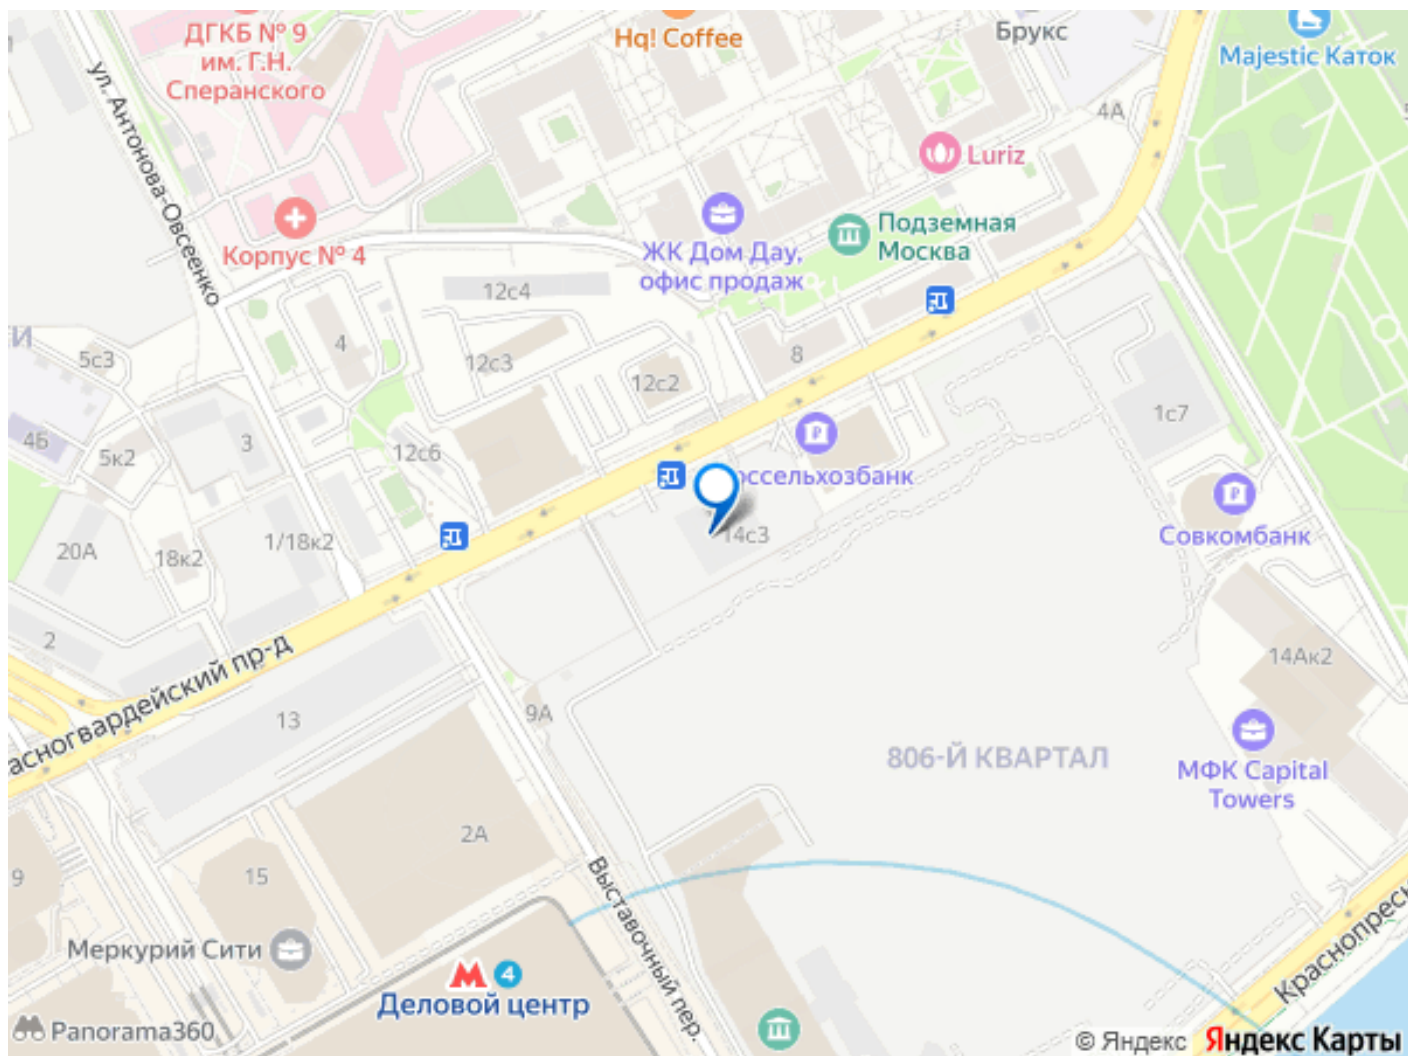 ДГКБ № 9
им. Г.Н.
Сперанского
Hq! Coffee
Брукс
Majestic Каток
ул. Антонова-Овсеенко
4А
Luriz
Корпус № 4
ЖК Дом Дау,
офис продаж
Подземная
Москва
12с4
5с3
4
12с3
12с2
8
1с7
4Б
5к2
3
12с6
оссельхозбанк
Совкомбанк
20А
18к2
1/18к2
14с3
2
асногвардейский пр-д
13
9А
14Ак2
806-Й КВАРТАЛ
МФК Capital
Towers
2А
9
15
Выставочный пер.
Меркурий Сити
4
Деловой центр
Краснопресн
Panorama360
© Яндекс
Яндекс Карты